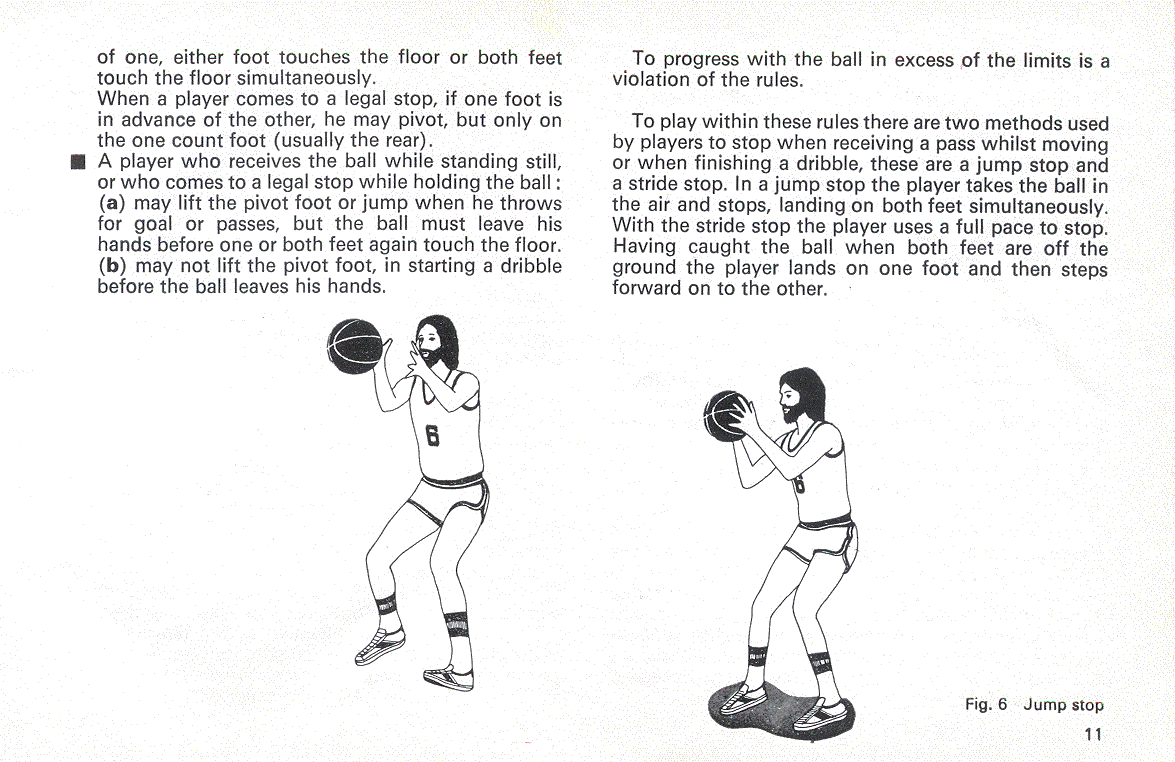 of one, either foot touches the floor or both feet
touch the floor simultaneously.
When a player comes to a legal stop, if one foot is
in advance of the other, he may pivot, but only on
the one count foot (usually the rear).
■ A player who receives the ball while standing still,
or who comes to a legal stop while holding the ball :
(a) may lift the pivot foot or jump when he throws
for goal or passes, but the ball must leave his
hands before one or both feet again touch the floor.
(b) may not lift the pivot foot, in starting a dribble
before the ball leaves his hands.
6
To progress with the ball in excess of the limits is a
violation of the rules.
To play within these rules there are two methods used
by players to stop when receiving a pass whilst moving
or when finishing a dribble, these are a jump stop and
a stride stop. In a jump stop the player takes the ball in
the air and stops, landing on both feet simultaneously.
With the stride stop the player uses a full pace to stop.
Having caught the ball when both feet are off the
ground the player lands on one foot and then steps
forward on to the other.
6
Fig. 6 Jump stop
11